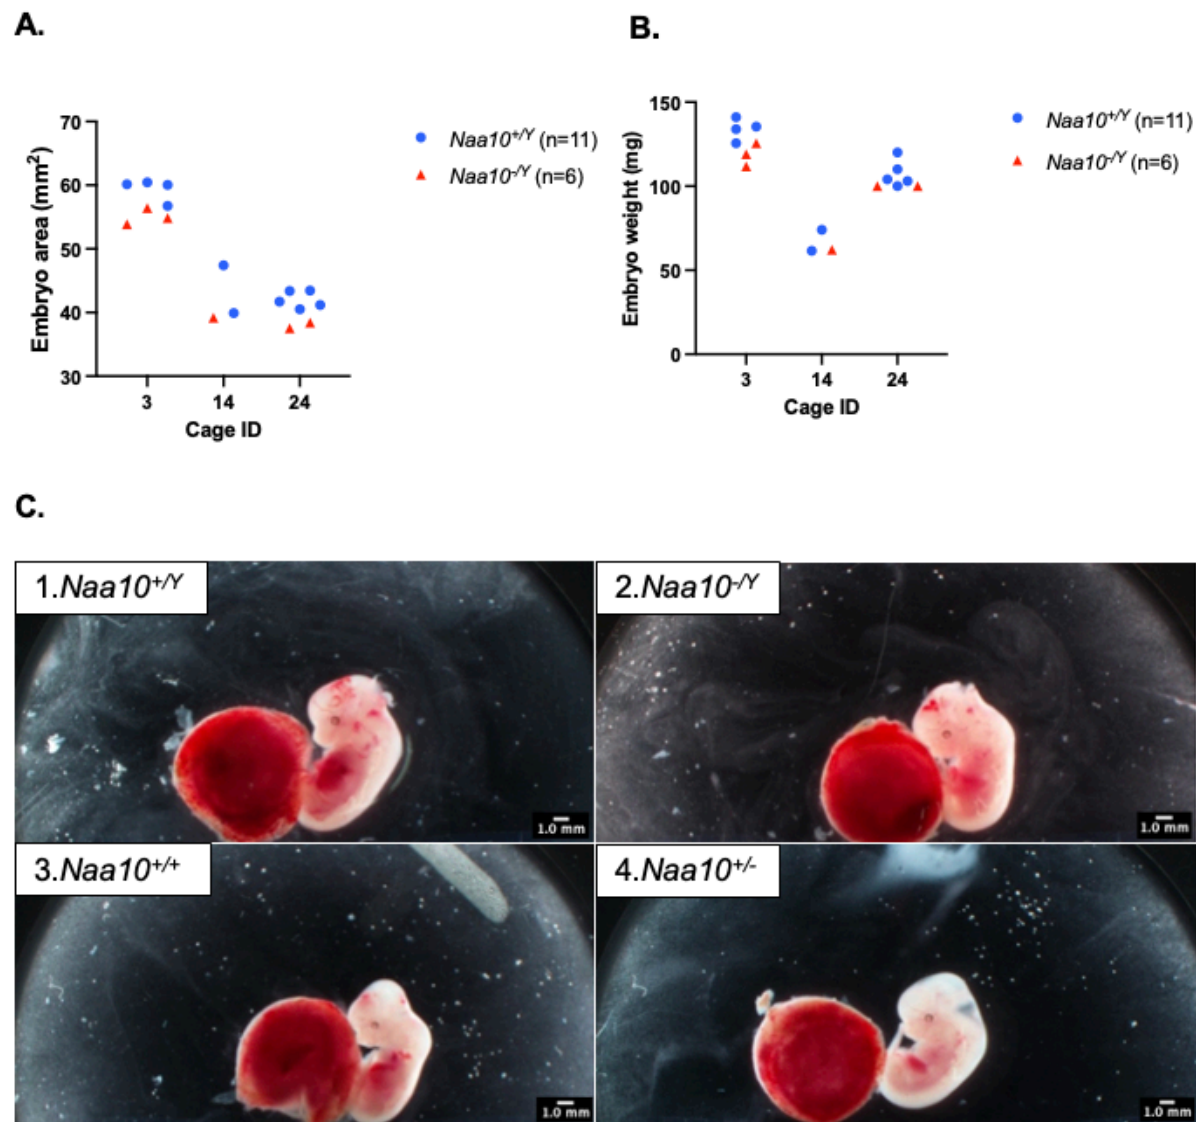 A.
B.
70
60
50
40
30
Embryo area (mm²)
3 14 24
Cage ID
Naa10+/Y (n=11)
Naa10-/Y (n=6)
150
100
50
0
Embryo weight (mg)
3 14 24
Cage ID
Naa10+/Y (n=11)
Naa10-/Y (n=6)
C.
1.Naa10+/Y
1.0 mm
2.Naa10-/Y
1.0 mm
3.Naa10+/+
1.0 mm
4.Naa10+/-
1.0 mm